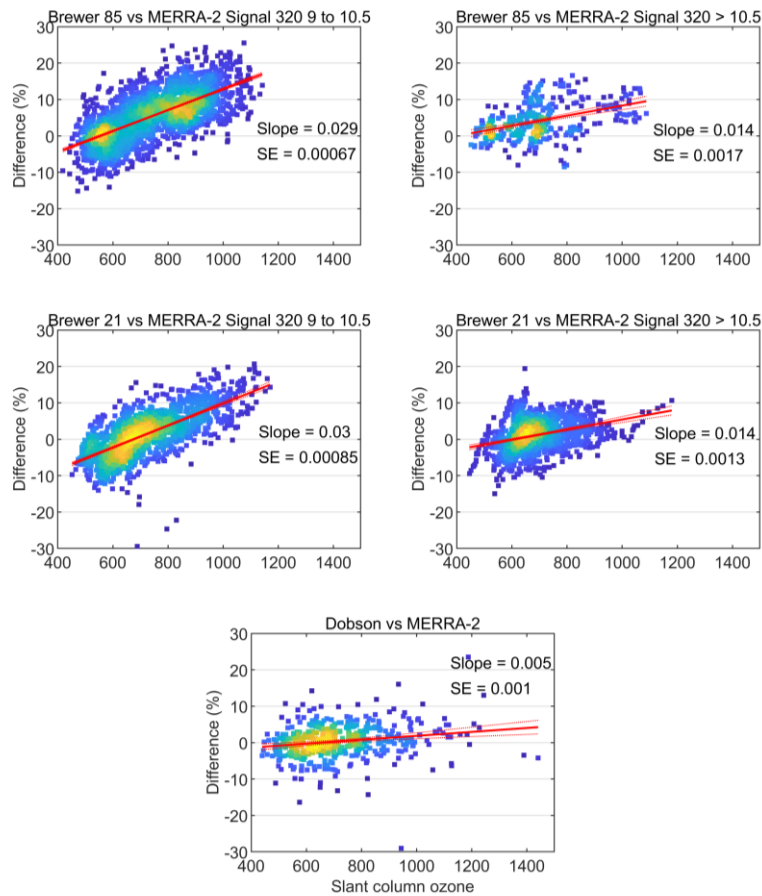 Brewer 85 vs MERRA-2 Signal 320 9 to 10.5
30
20
10
0
-10
-20
-30
Difference (%)
Slope = 0.029
SE = 0.00067
400 600 800 1000 1200 1400
Brewer 85 vs MERRA-2 Signal 320 > 10.5
30
20
10
0
-10
-20
-30
Difference (%)
Slope = 0.014
SE = 0.0017
400 600 800 1000 1200 1400
Brewer 21 vs MERRA-2 Signal 320 9 to 10.5
30
20
10
0
-10
-20
-30
Difference (%)
Slope = 0.03
SE = 0.00085
400 600 800 1000 1200 1400
Brewer 21 vs MERRA-2 Signal 320 > 10.5
30
20
10
0
-10
-20
-30
Difference (%)
Slope = 0.014
SE = 0.0013
400 600 800 1000 1200 1400
Dobson vs MERRA-2
30
20
10
0
-10
-20
-30
Difference (%)
Slope = 0.005
SE = 0.001
400 600 800 1000 1200 1400
Slant column ozone